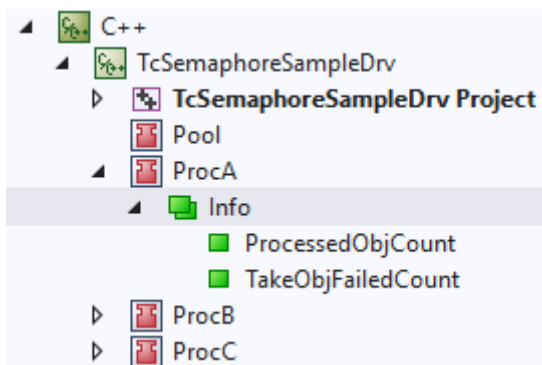 C++
TcSemaphoreSampleDrv
TcSemaphoreSampleDrv Project
Pool
ProcA
Info
ProcessedObjCount
TakeObjFailedCount
ProcB
ProcC